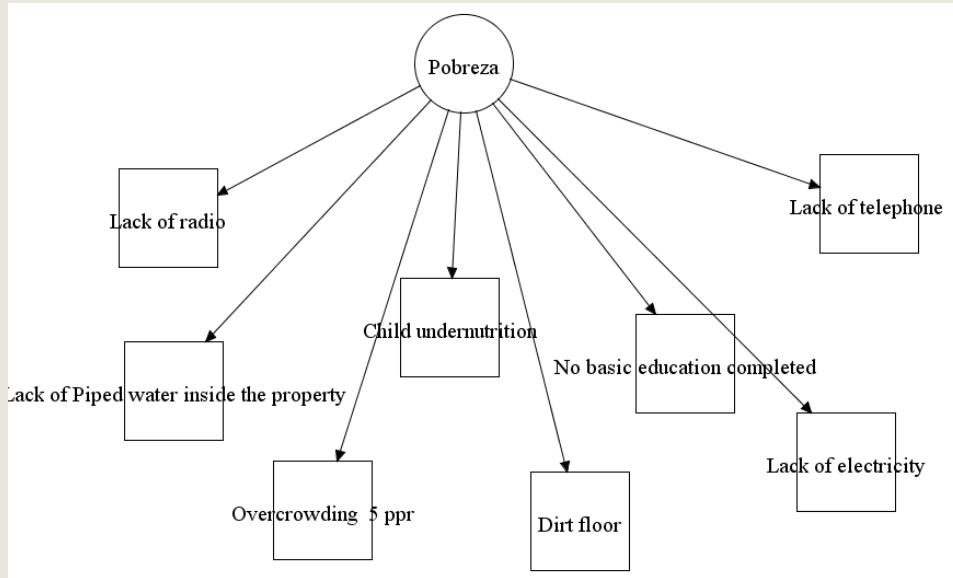 Pobreza
Lack of radio
Lack of telephone
Child undernutrition
No basic education completed
Lack of Piped water inside the property
Lack of electricity
Overcrowding  5 ppr
Dirt floor